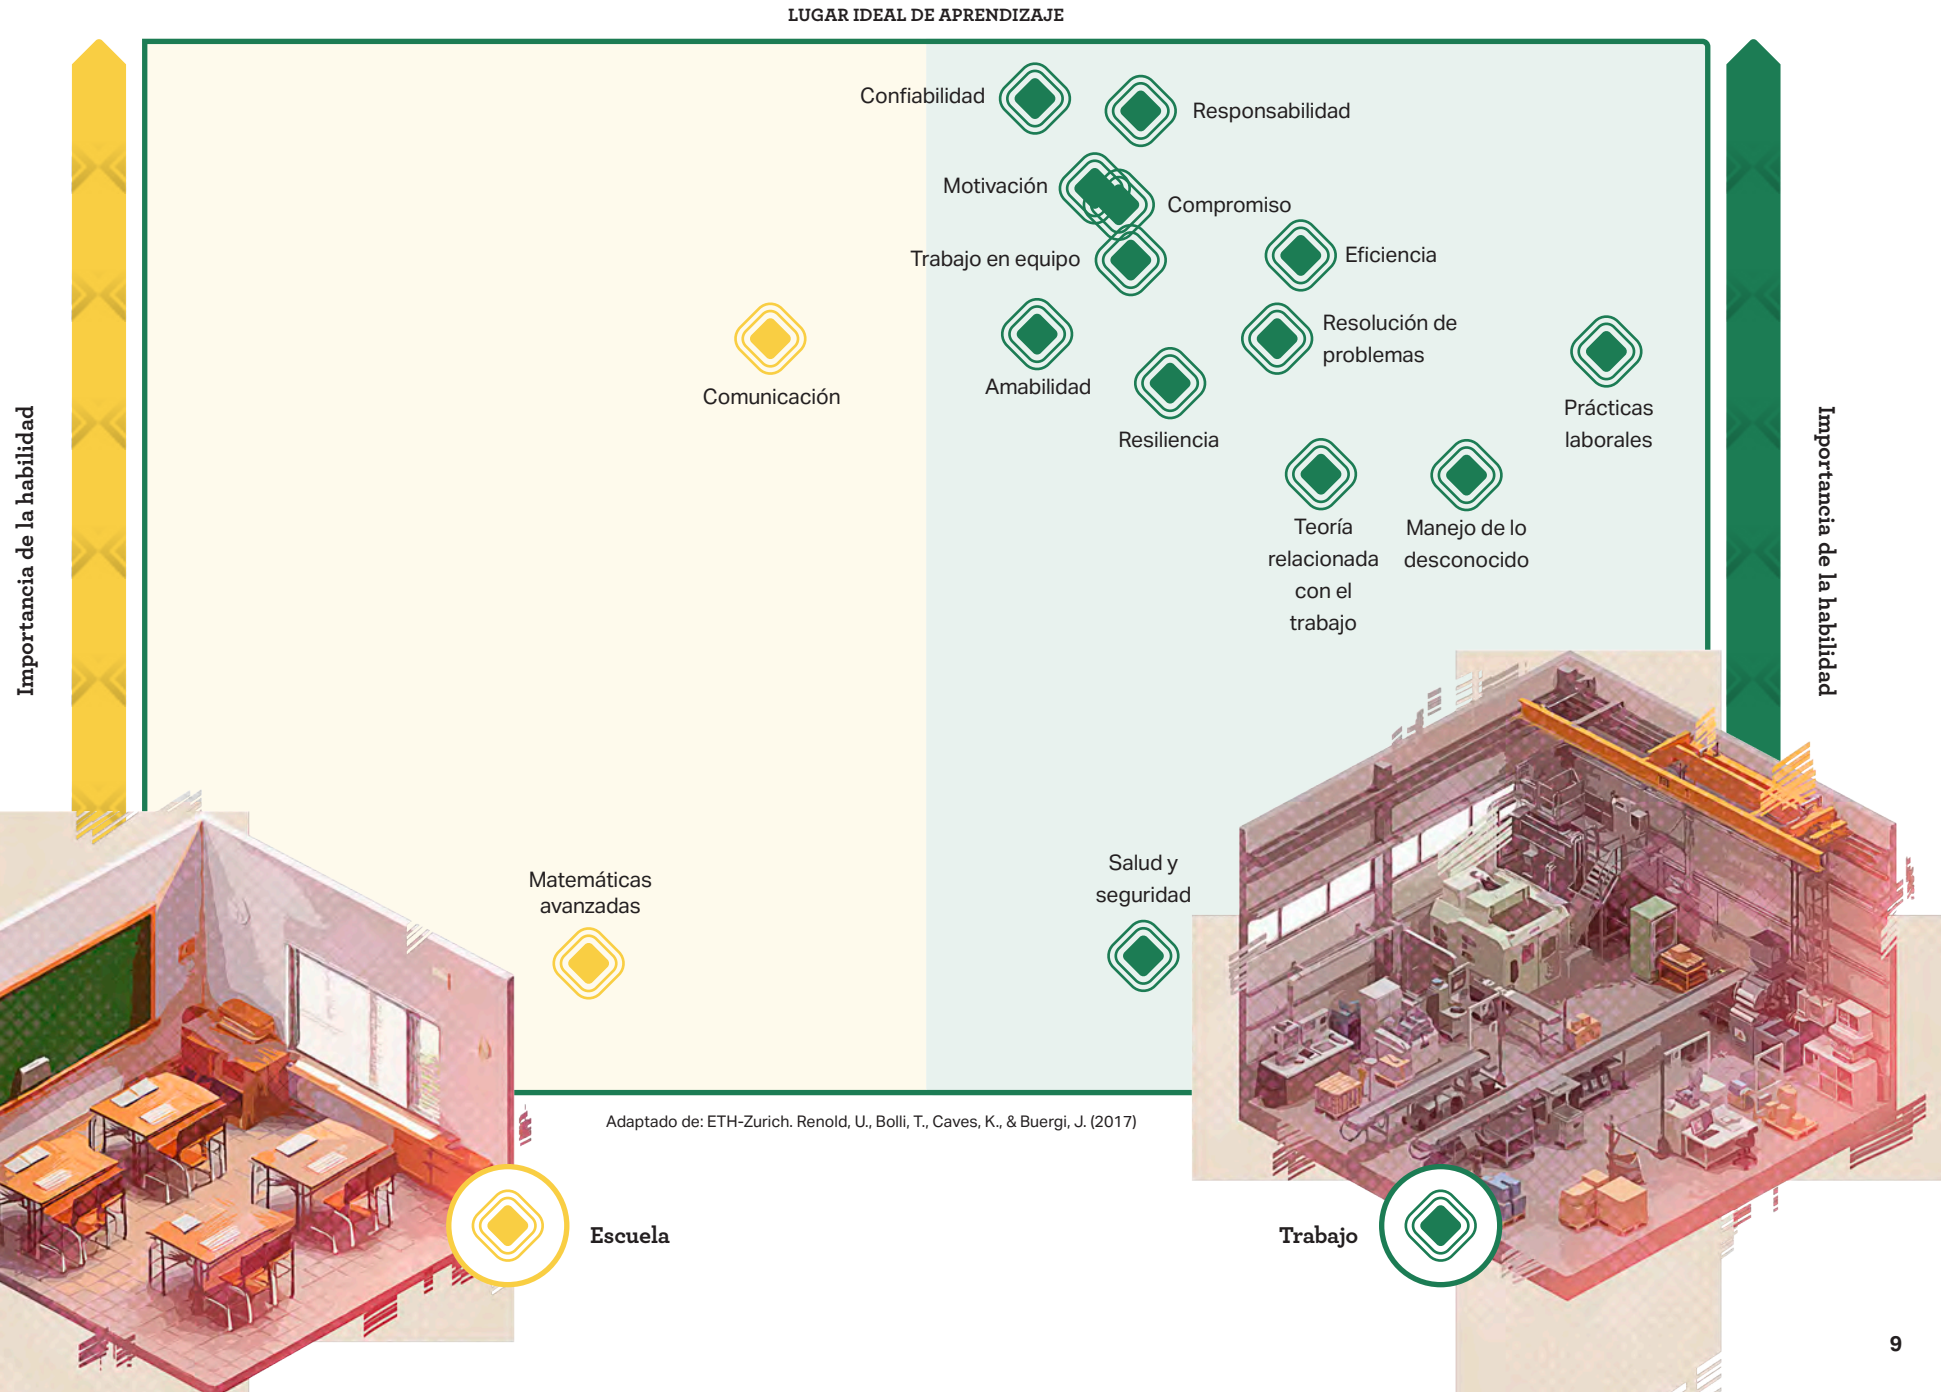 LUGAR IDEAL DE APRENDIZAJE
Importancia de la habilidad
Confiabilidad
Responsabilidad
Motivación
Compromiso
Trabajo en equipo
Eficiencia
Comunicación
Amabilidad
Resiliencia
Resolución de
problemas
Prácticas
laborales
Teoría
relacionada
con el
trabajo
Manejo de lo
desconocido
Importancia de la habilidad
Matemáticas
avanzadas
Salud y
seguridad
Adaptado de: ETH-Zurich. Renold, U., Bolli, T., Caves, K., & Buergi, J. (2017)
Escuela
Trabajo
9